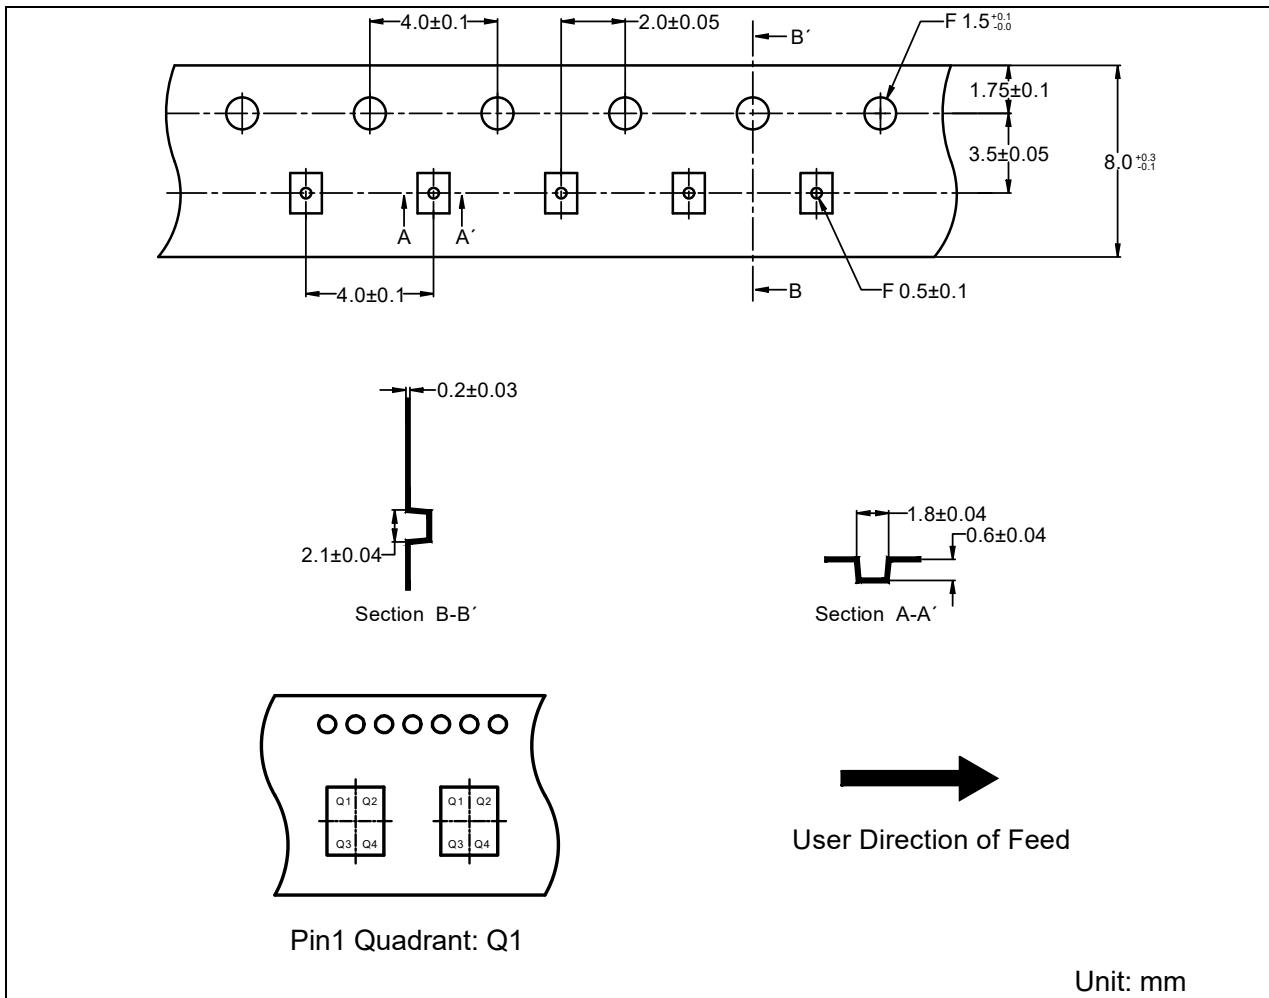 4.0±0.1
2.0±0.05
B´
F 1.5 +0.1 -0.0
1.75±0.1
3.5±0.05
8.0 +0.3 -0.1
A A´
4.0±0.1
B
F 0.5±0.1
0.2±0.03
2.1±0.04
Section B-B´
1.8±0.04
0.6±0.04
Section A-A´
Q1 Q2 Q1 Q2
Q3 Q4 Q3 Q4
User Direction of Feed
Pin1 Quadrant: Q1
Unit: mm